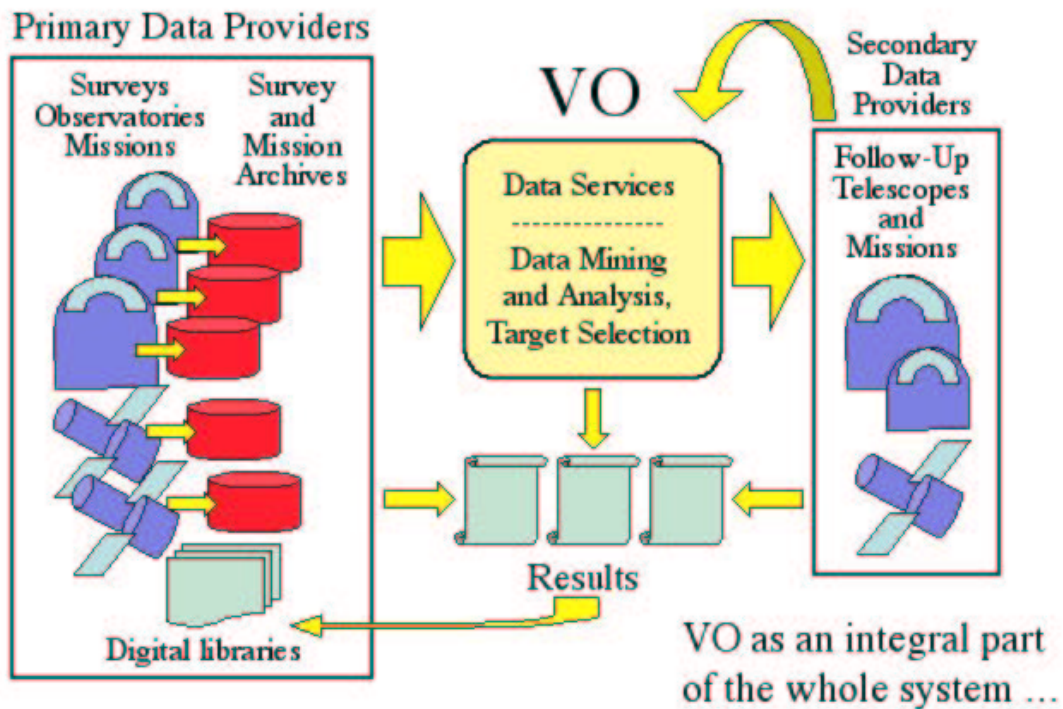 Primary Data Providers
Surveys
Observatories
Missions
Survey
and
Mission
Archives
Digital libraries
VO
Data Services
--------------
Data Mining
and Analysis,
Target Selection
Results
Secondary
Data
Providers
Follow-Up
Telescopes
and
Missions
VO as an integral part
of the whole system ...